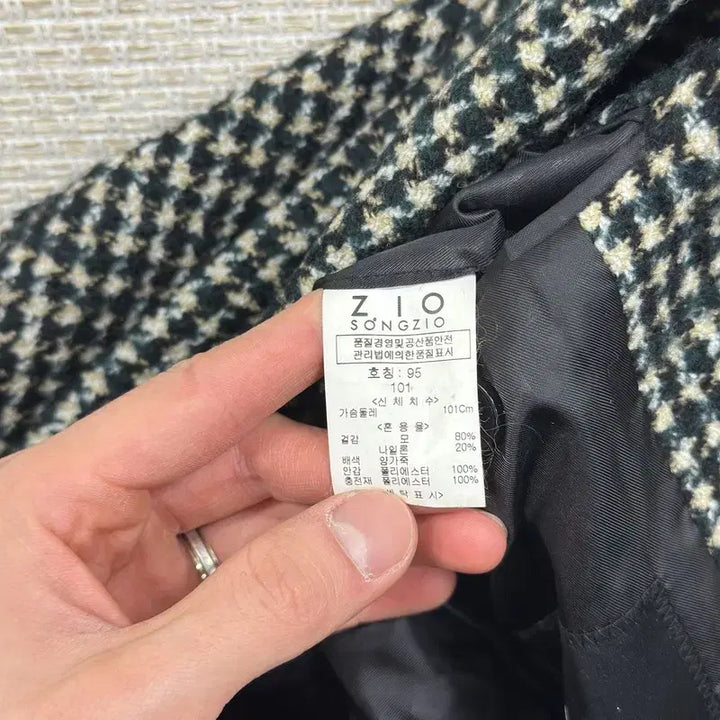 ZIO
SONGZIO
품질경영및공산품안전
관리법에의한품질표시
호칭 : 95
101
<신체치수>
가슴둘레 101Cm
<혼용율>
겉감 모 80%
나일론 20%
배색 양가죽
안감 폴리에스터 100%
충전재 폴리에스터 100%
탁표시>